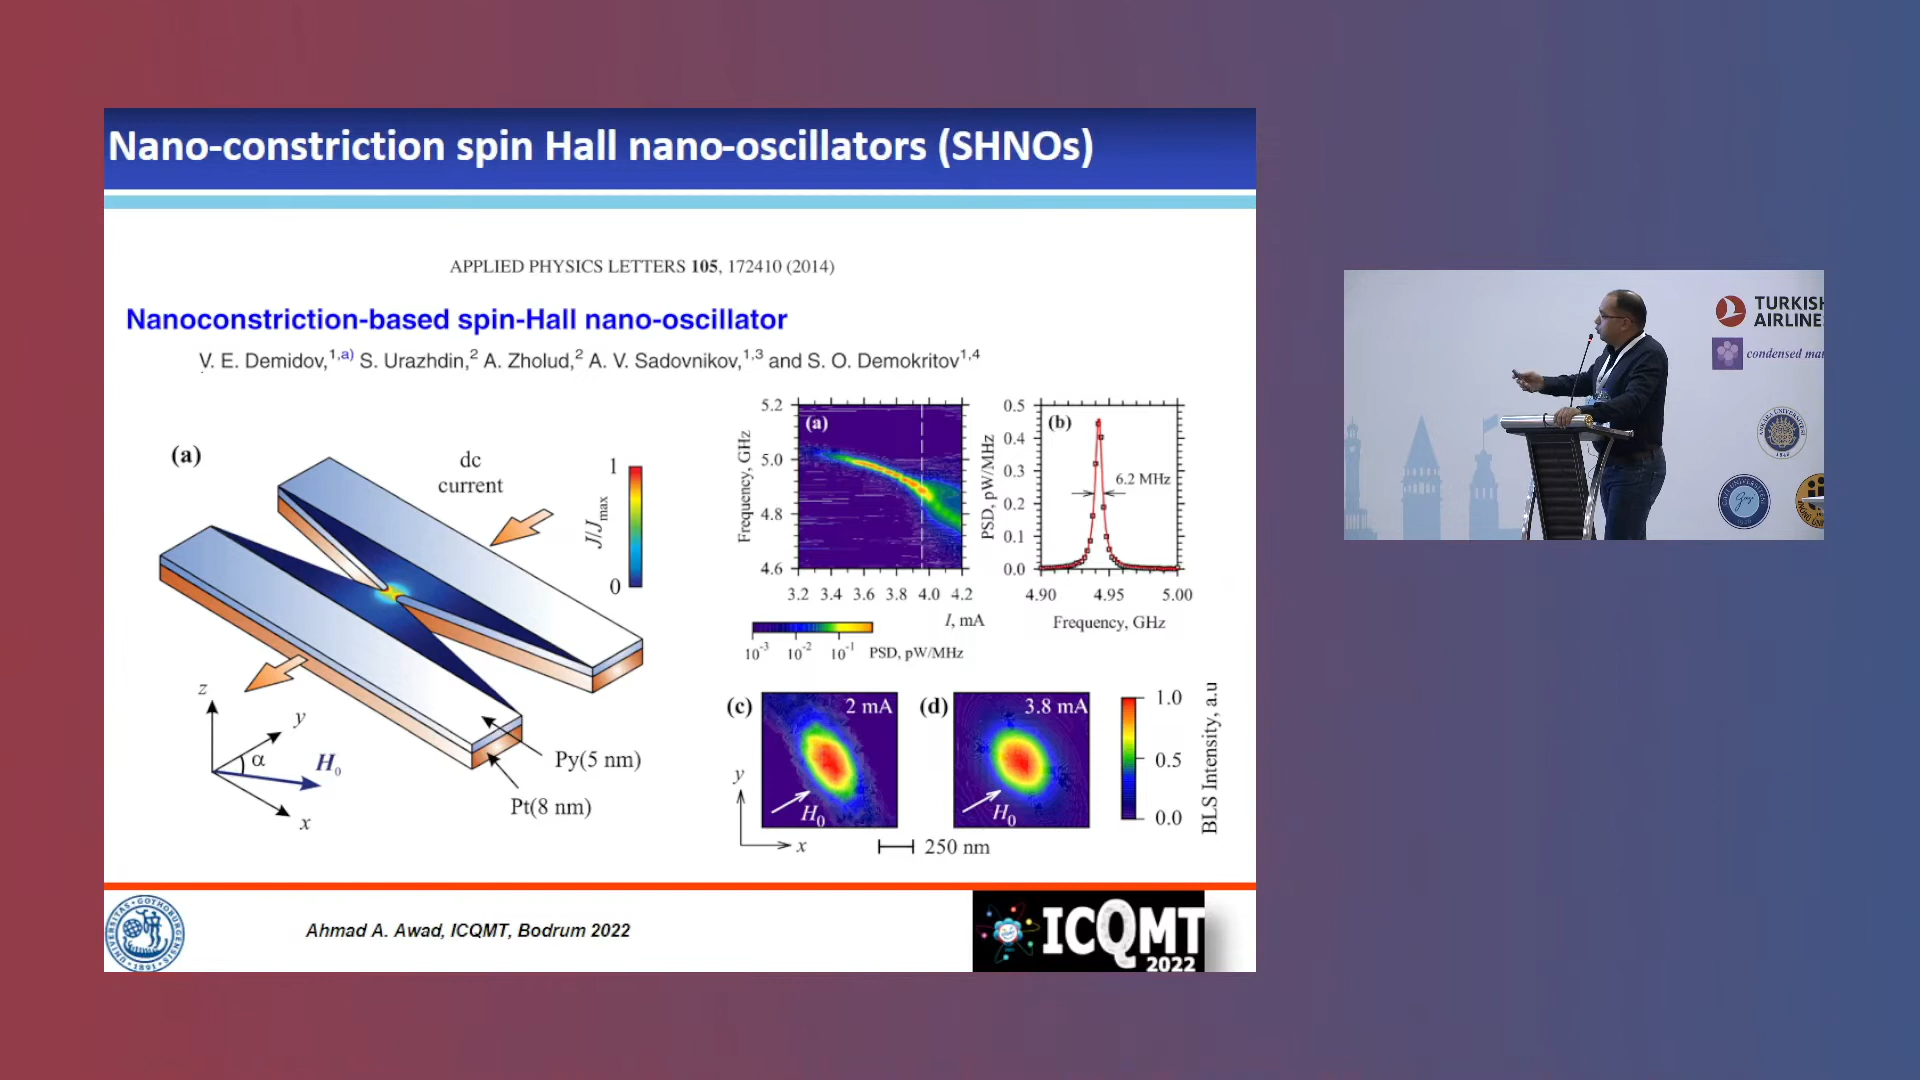 Nano-constriction spin Hall nano-oscillators (SHNOs)
APPLIED PHYSICS LETTERS 105, 172410 (2014)
Nanoconstriction-based spin-Hall nano-oscillator
V. E. Demidov,1,a) S. Urazhdin,2 A. Zholud,2 A. V. Sadovnikov,1,3 and S. O. Demokritov1,4
(a)
dc
current
1
J/Jmax
0
z
y
α
H0
x
Py(5 nm)
Pt(8 nm)
5.2
5.0
4.8
4.6
Frequency, GHz
(a)
3.2 3.4 3.6 3.8 4.0 4.2
I, mA
10-3 10-2 10-1 PSD, pW/MHz
0.5
0.4
0.3
0.2
0.1
0.0
PSD, pW/MHz
(b)
6.2 MHz
4.90 4.95 5.00
Frequency, GHz
(c)
2 mA
H0
(d)
3.8 mA
H0
y
x
250 nm
1.0
0.5
0.0
BLS Intensity, a.u
Ahmad A. Awad, ICQMT, Bodrum 2022
ICQMT
2022
TURKISH
AIRLINE
condensed mat